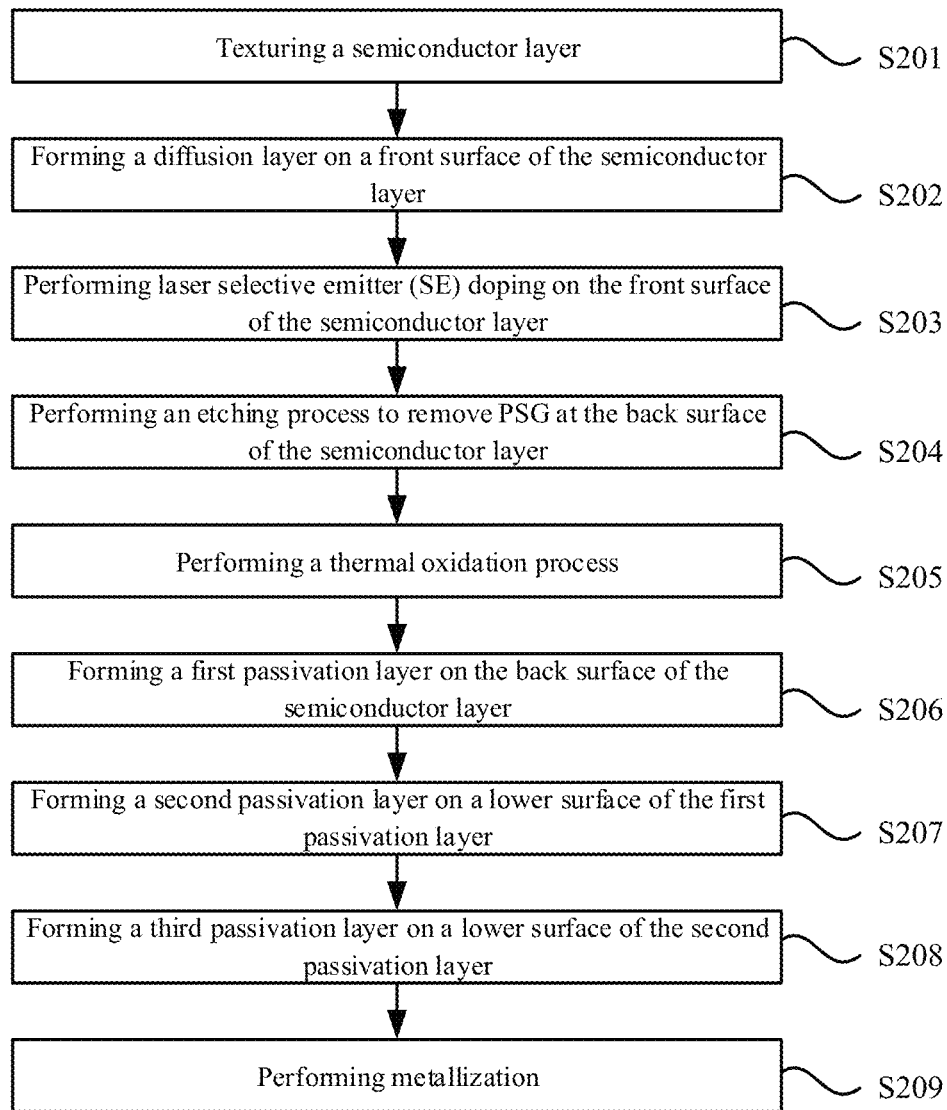 Texturing a semiconductor layer
S201
Forming a diffusion layer on a front surface of the semiconductor
layer
S202
Performing laser selective emitter (SE) doping on the front surface
of the semiconductor layer
S203
Performing an etching process to remove PSG at the back surface
of the semiconductor layer
S204
Performing a thermal oxidation process
S205
Forming a first passivation layer on the back surface of the
semiconductor layer
S206
Forming a second passivation layer on a lower surface of the first
passivation layer
S207
Forming a third passivation layer on a lower surface of the second
passivation layer
S208
Performing metallization
S209